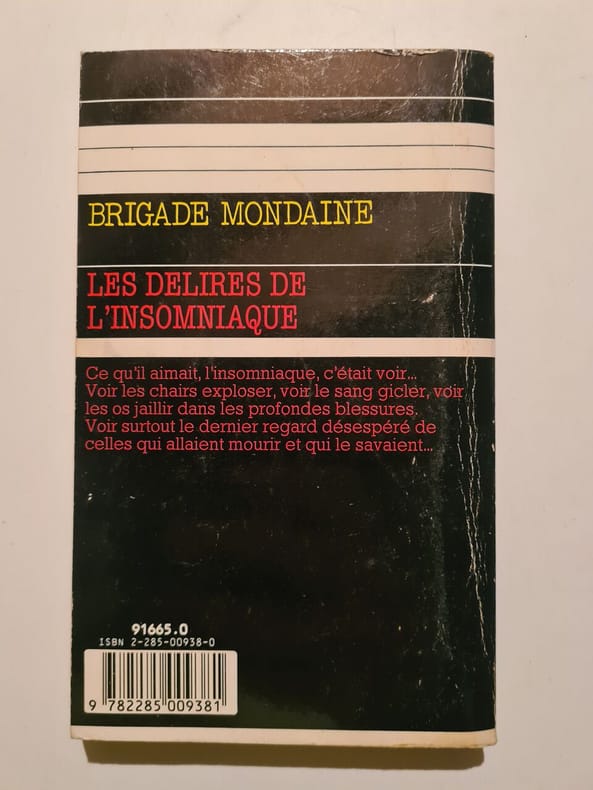 BRIGADE MONDAINE
LES DELIRES DE
L'INSOMNIAQUE
Ce qu'il aimait, l'insomniaque, c'était voir...
Voir les chairs exploser, voir le sang gicler, voir
les os jaillir dans les profondes blessures.
Voir surtout le dernier regard désespéré de
celles qui allaient mourir et qui le savaient...
91665.0
ISBN 2-285-00938-0
9 782285 009381